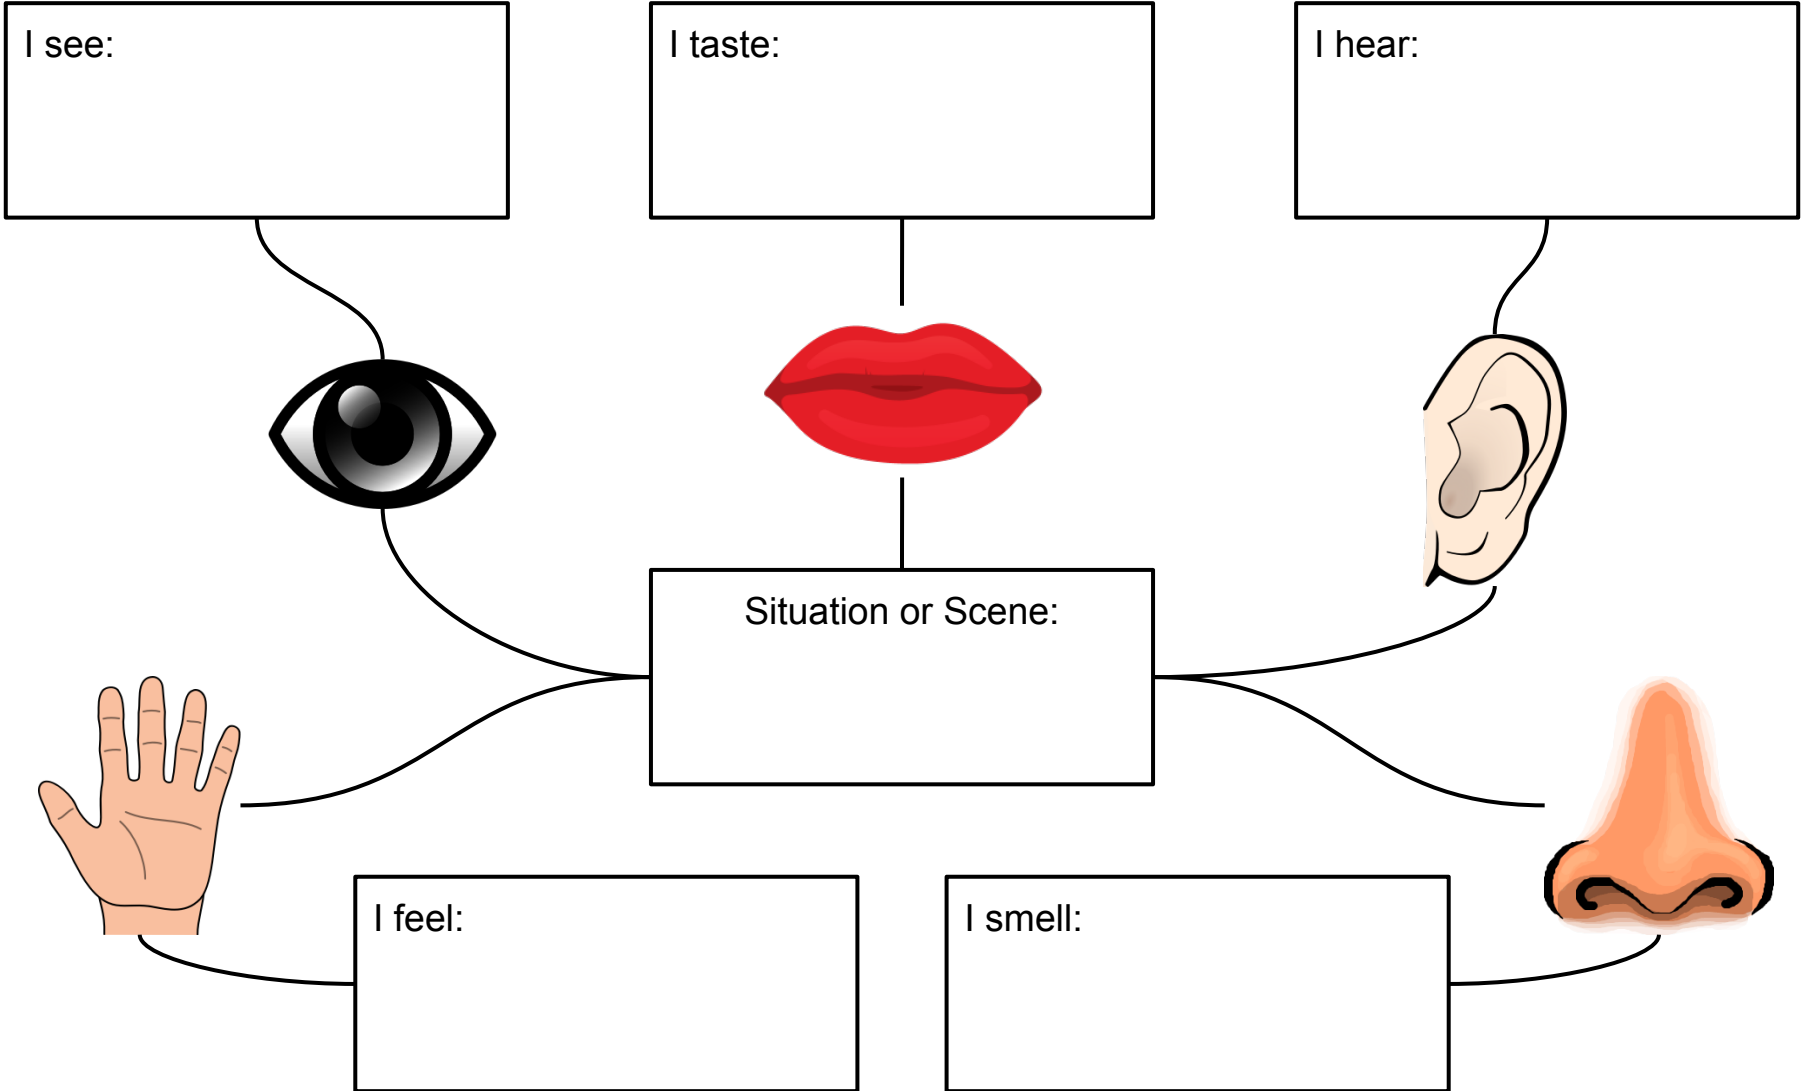 I see:
I taste:
I hear:
Situation or Scene:
I feel:
I smell: